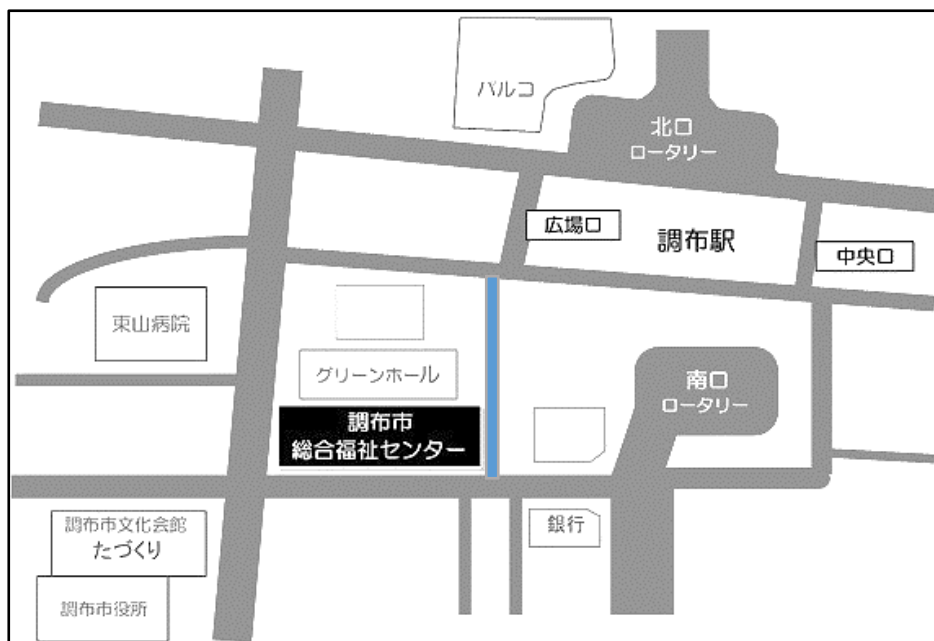 パルコ
北口
ロータリー
広場口
調布駅
中央口
東山病院
グリーンホール
南口
ロータリー
調布市
総合福祉センター
調布市文化会館
たづくり
銀行
調布市役所